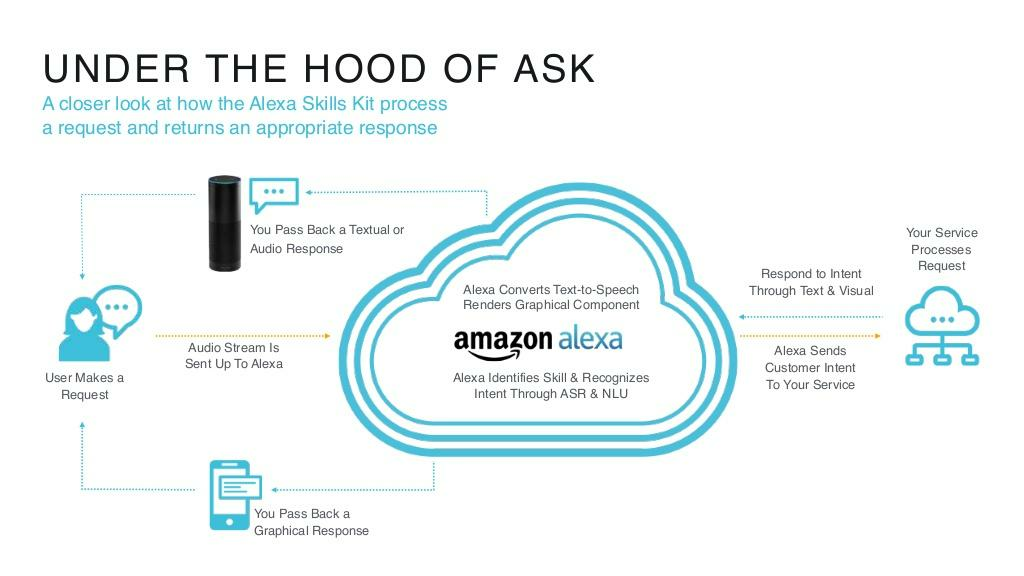 UNDER THE HOOD OF ASK
A closer look at how the Alexa Skills Kit process
a request and returns an appropriate response
You Pass Back a Textual or
Audio Response
User Makes a
Request
Audio Stream Is
Sent Up To Alexa
Alexa Converts Text-to-Speech
Renders Graphical Component
amazon alexa
Alexa Identifies Skill & Recognizes
Intent Through ASR & NLU
Respond to Intent
Through Text & Visual
Alexa Sends
Customer Intent
To Your Service
Your Service
Processes
Request
You Pass Back a
Graphical Response